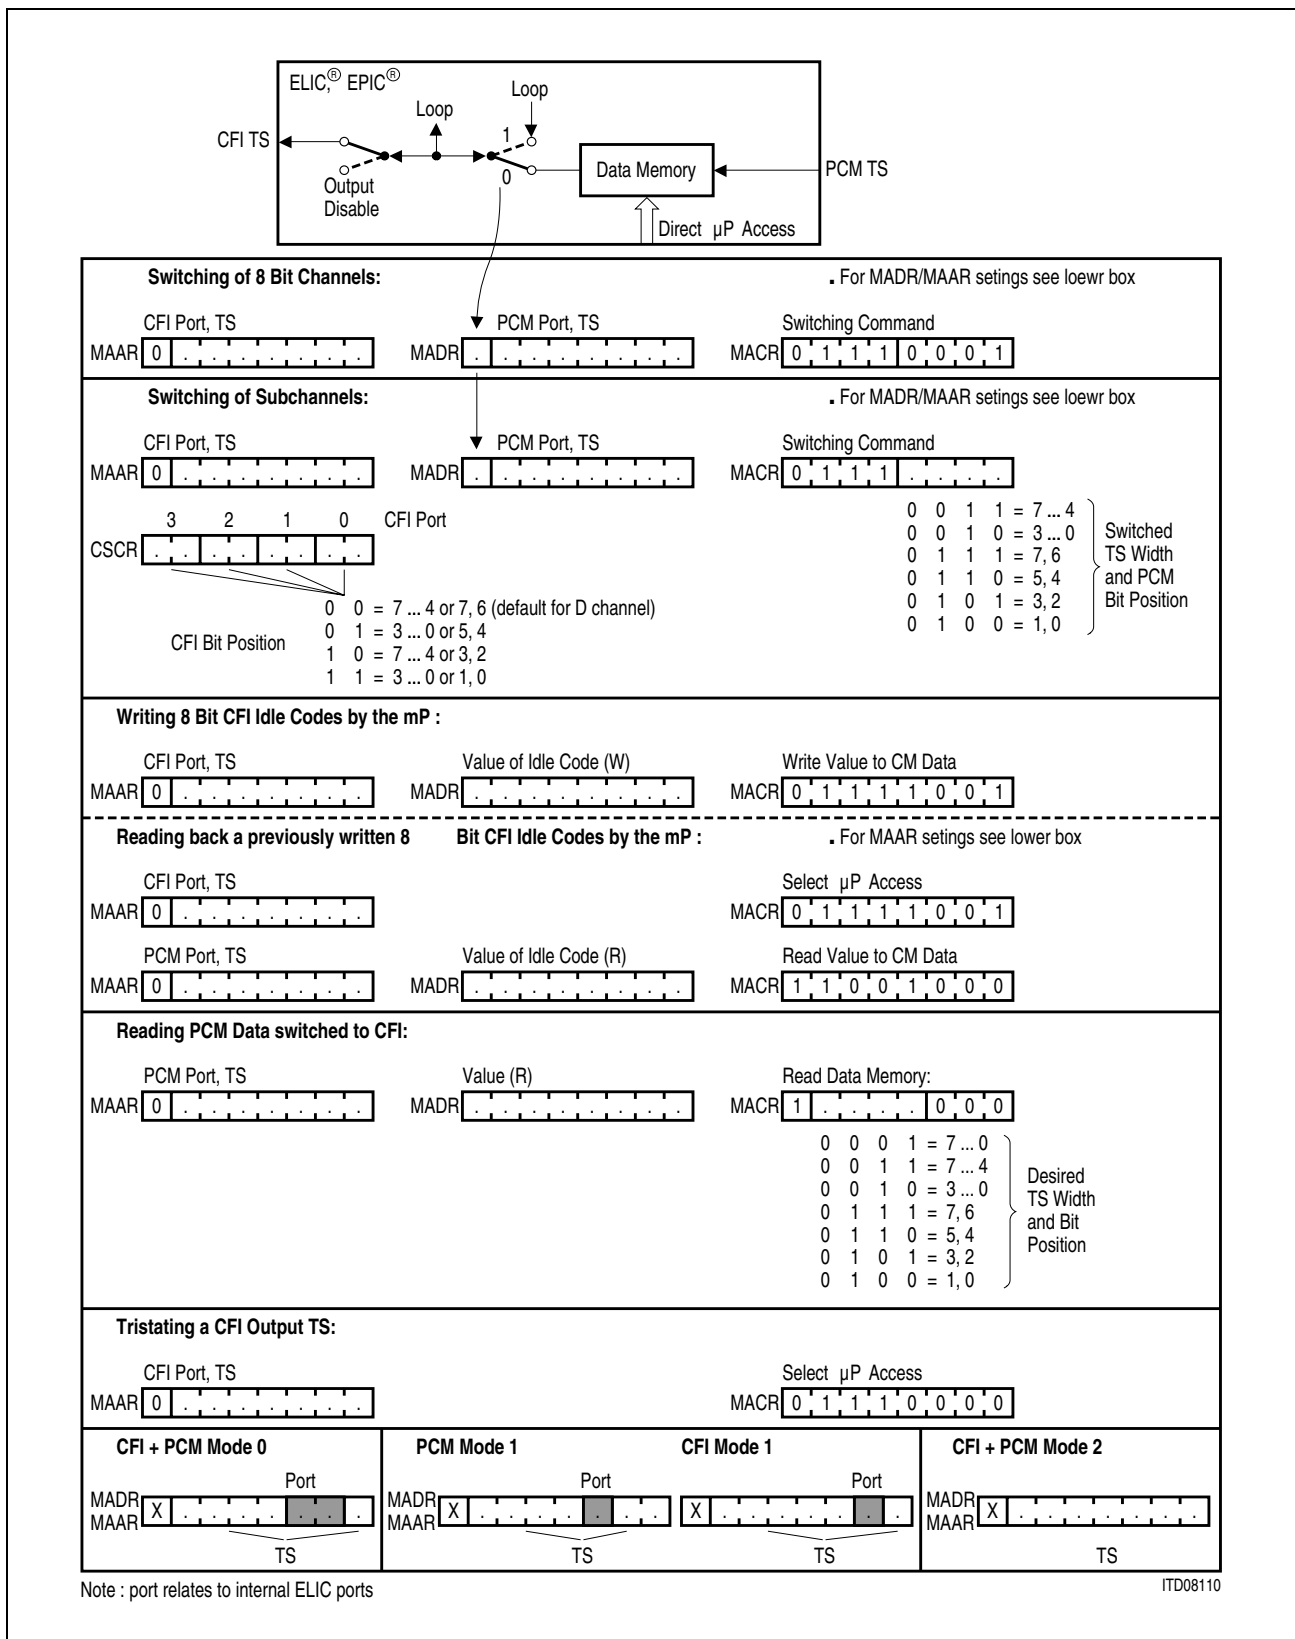 ELIC,® EPIC®
Loop
Loop
CFI TS
1
0
Output
Disable
Data Memory
PCM TS
Direct µP Access
Switching of 8 Bit Channels:
. For MADR/MAAR setings see loewr box
CFI Port, TS
PCM Port, TS
Switching Command
MAAR 0 . . . . . . .
MADR . . . . . . . .
MACR 0 1 1 1 0 0 0 1
Switching of Subchannels:
. For MADR/MAAR setings see loewr box
CFI Port, TS
PCM Port, TS
Switching Command
MAAR 0 . . . . . . .
MADR . . . . . . . .
MACR 0 1 1 1 . . . .
3 2 1 0 CFI Port
CSCR . . . . . . . .
0 0 = 7 ... 4 or 7, 6 (default for D channel)
0 1 = 3 ... 0 or 5, 4
1 0 = 7 ... 4 or 3, 2
1 1 = 3 ... 0 or 1, 0
CFI Bit Position
0 0 1 1 = 7 ... 4
0 0 1 0 = 3 ... 0
0 1 1 1 = 7, 6
0 1 1 0 = 5, 4
0 1 0 1 = 3, 2
0 1 0 0 = 1, 0
Switched
TS Width
and PCM
Bit Position
Writing 8 Bit CFI Idle Codes by the mP :
CFI Port, TS
Value of Idle Code (W)
Write Value to CM Data
MAAR 0 . . . . . . .
MADR . . . . . . . .
MACR 0 1 1 1 1 0 0 1
Reading back a previously written 8 Bit CFI Idle Codes by the mP :
. For MAAR setings see lower box
CFI Port, TS
Select µP Access
MAAR 0 . . . . . . .
MACR 0 1 1 1 1 0 0 1
PCM Port, TS
Value of Idle Code (R)
Read Value to CM Data
MAAR 0 . . . . . . .
MADR . . . . . . . .
MACR 1 1 0 0 1 0 0 0
Reading PCM Data switched to CFI:
PCM Port, TS
Value (R)
Read Data Memory:
MAAR 0 . . . . . . .
MADR . . . . . . . .
MACR 1 . . . . 0 0 0
0 0 0 1 = 7 ... 0
0 0 1 1 = 7 ... 4
0 0 1 0 = 3 ... 0
0 1 1 1 = 7, 6
0 1 1 0 = 5, 4
0 1 0 1 = 3, 2
0 1 0 0 = 1, 0
Desired
TS Width
and Bit
Position
Tristating a CFI Output TS:
CFI Port, TS
Select µP Access
MAAR 0 . . . . . . .
MACR 0 1 1 1 0 0 0 0
CFI + PCM Mode 0
Port
MADR
MAAR
X . . . . . . .
TS
PCM Mode 1
Port
MADR
MAAR
X . . . . . . .
TS
CFI Mode 1
Port
X . . . . . . .
TS
CFI + PCM Mode 2
MADR
MAAR
X . . . . . . .
TS
Note : port relates to internal ELIC ports
ITD08110